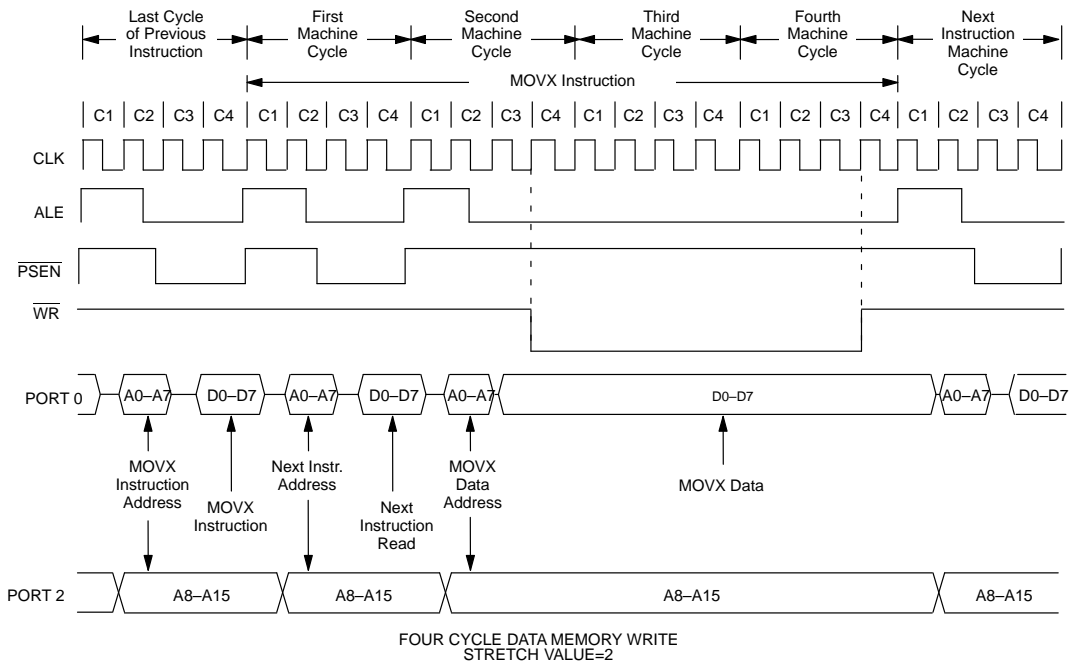 Last Cycle
of Previous
Instruction
First
Machine
Cycle
Second
Machine
Cycle
Third
Machine
Cycle
Fourth
Machine
Cycle
Next
Instruction
Machine
Cycle
MOVX Instruction
C1 C2 C3 C4 C1 C2 C3 C4 C1 C2 C3 C4 C1 C2 C3 C4 C1 C2 C3 C4 C1 C2 C3 C4
CLK
ALE
PSEN
WR
PORT 0 A0–A7 D0–D7 A0–A7 D0–D7 A0–A7 D0–D7 A0–A7 D0–D7
MOVX
Instruction
Address
MOVX
Instruction
Next Instr.
Address
Next
Instruction
Read
MOVX
Data
Address
MOVX Data
PORT 2 A8–A15 A8–A15 A8–A15 A8–A15
FOUR CYCLE DATA MEMORY WRITE
STRETCH VALUE=2